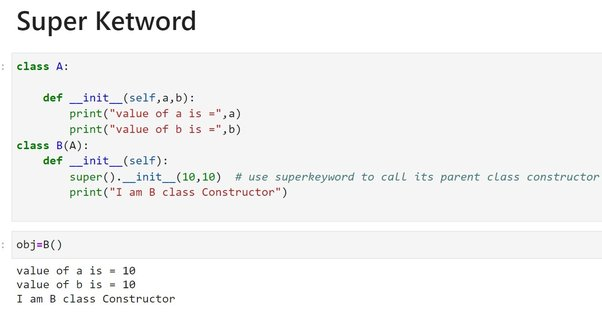 Super Ketword
class A:
def __init__(self,a,b):
print("value of a is =",a)
print("value of b is =",b)
class B(A):
def __init__(self):
super().__init__(10,10)  # use superkeyword to call its parent class constructor
print("I am B class Constructor")
obj=B()
value of a is = 10
value of b is = 10
I am B class Constructor